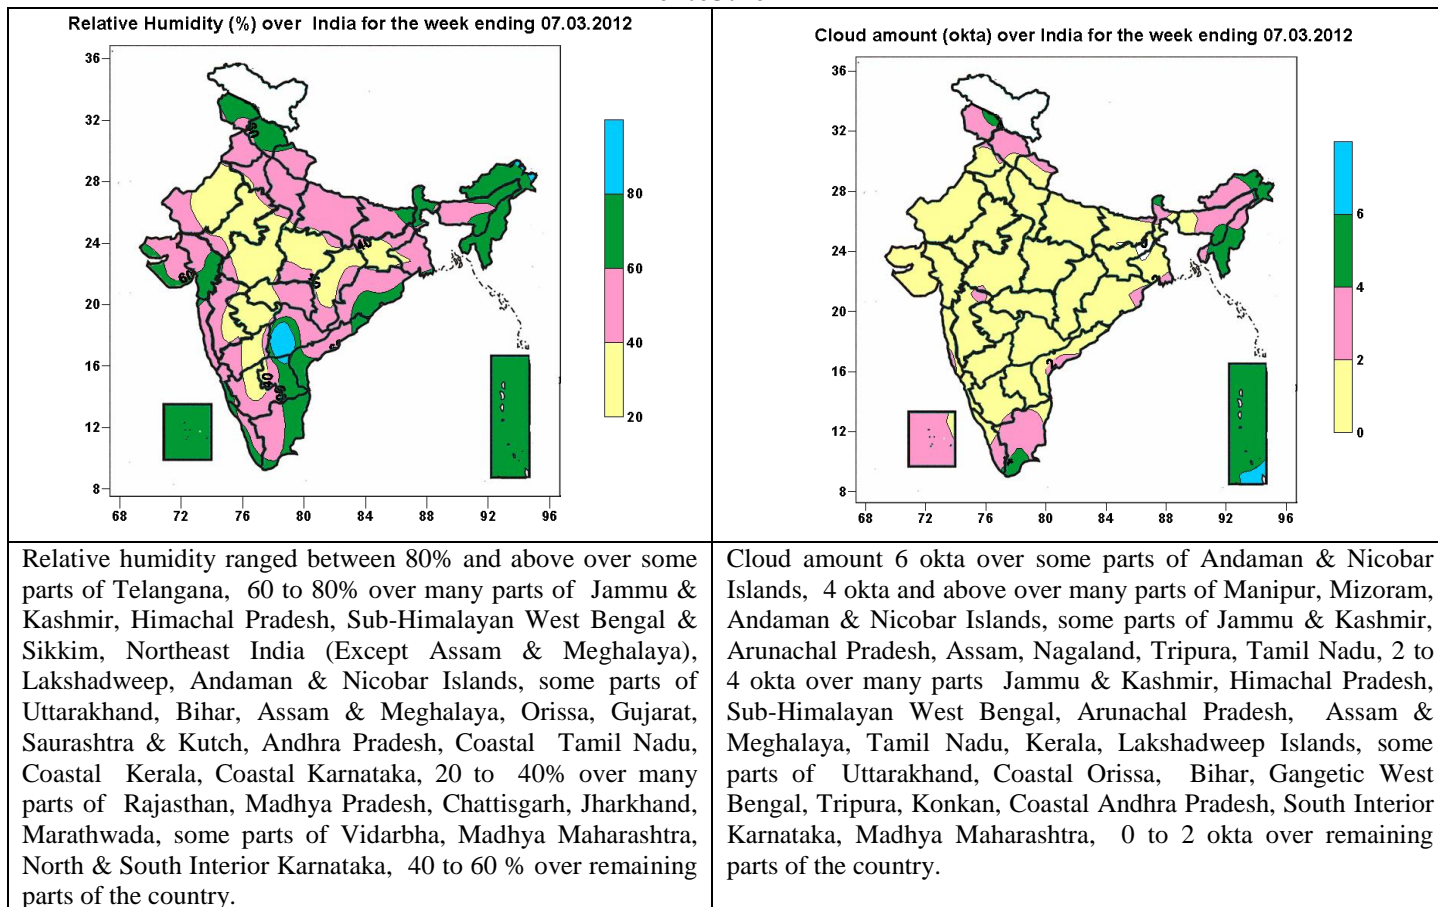 Relative Humidity (%) over India for the week ending 07.03.2012
36
32
28
24
20
16
12
8
68 72 76 80 84 88 92 96
80
60
40
20
60
40
60
40
Cloud amount (okta) over India for the week ending 07.03.2012
36
32
28
24
20
16
12
8
68 72 76 80 84 88 92 96
6
4
2
0
2
2
4
Relative humidity ranged between 80% and above over some
parts of Telangana, 60 to 80% over many parts of Jammu &
Kashmir, Himachal Pradesh, Sub-Himalayan West Bengal &
Sikkim, Northeast India (Except Assam & Meghalaya),
Lakshadweep, Andaman & Nicobar Islands, some parts of
Uttarakhand, Bihar, Assam & Meghalaya, Orissa, Gujarat,
Saurashtra & Kutch, Andhra Pradesh, Coastal Tamil Nadu,
Coastal Kerala, Coastal Karnataka, 20 to 40% over many
parts of Rajasthan, Madhya Pradesh, Chattisgarh, Jharkhand,
Marathwada, some parts of Vidarbha, Madhya Maharashtra,
North & South Interior Karnataka, 40 to 60 % over remaining
parts of the country.
Cloud amount 6 okta over some parts of Andaman & Nicobar
Islands, 4 okta and above over many parts of Manipur, Mizoram,
Andaman & Nicobar Islands, some parts of Jammu & Kashmir,
Arunachal Pradesh, Assam, Nagaland, Tripura, Tamil Nadu, 2 to
4 okta over many parts Jammu & Kashmir, Himachal Pradesh,
Sub-Himalayan West Bengal, Arunachal Pradesh, Assam &
Meghalaya, Tamil Nadu, Kerala, Lakshadweep Islands, some
parts of Uttarakhand, Coastal Orissa, Bihar, Gangetic West
Bengal, Tripura, Konkan, Coastal Andhra Pradesh, South Interior
Karnataka, Madhya Maharashtra, 0 to 2 okta over remaining
parts of the country.